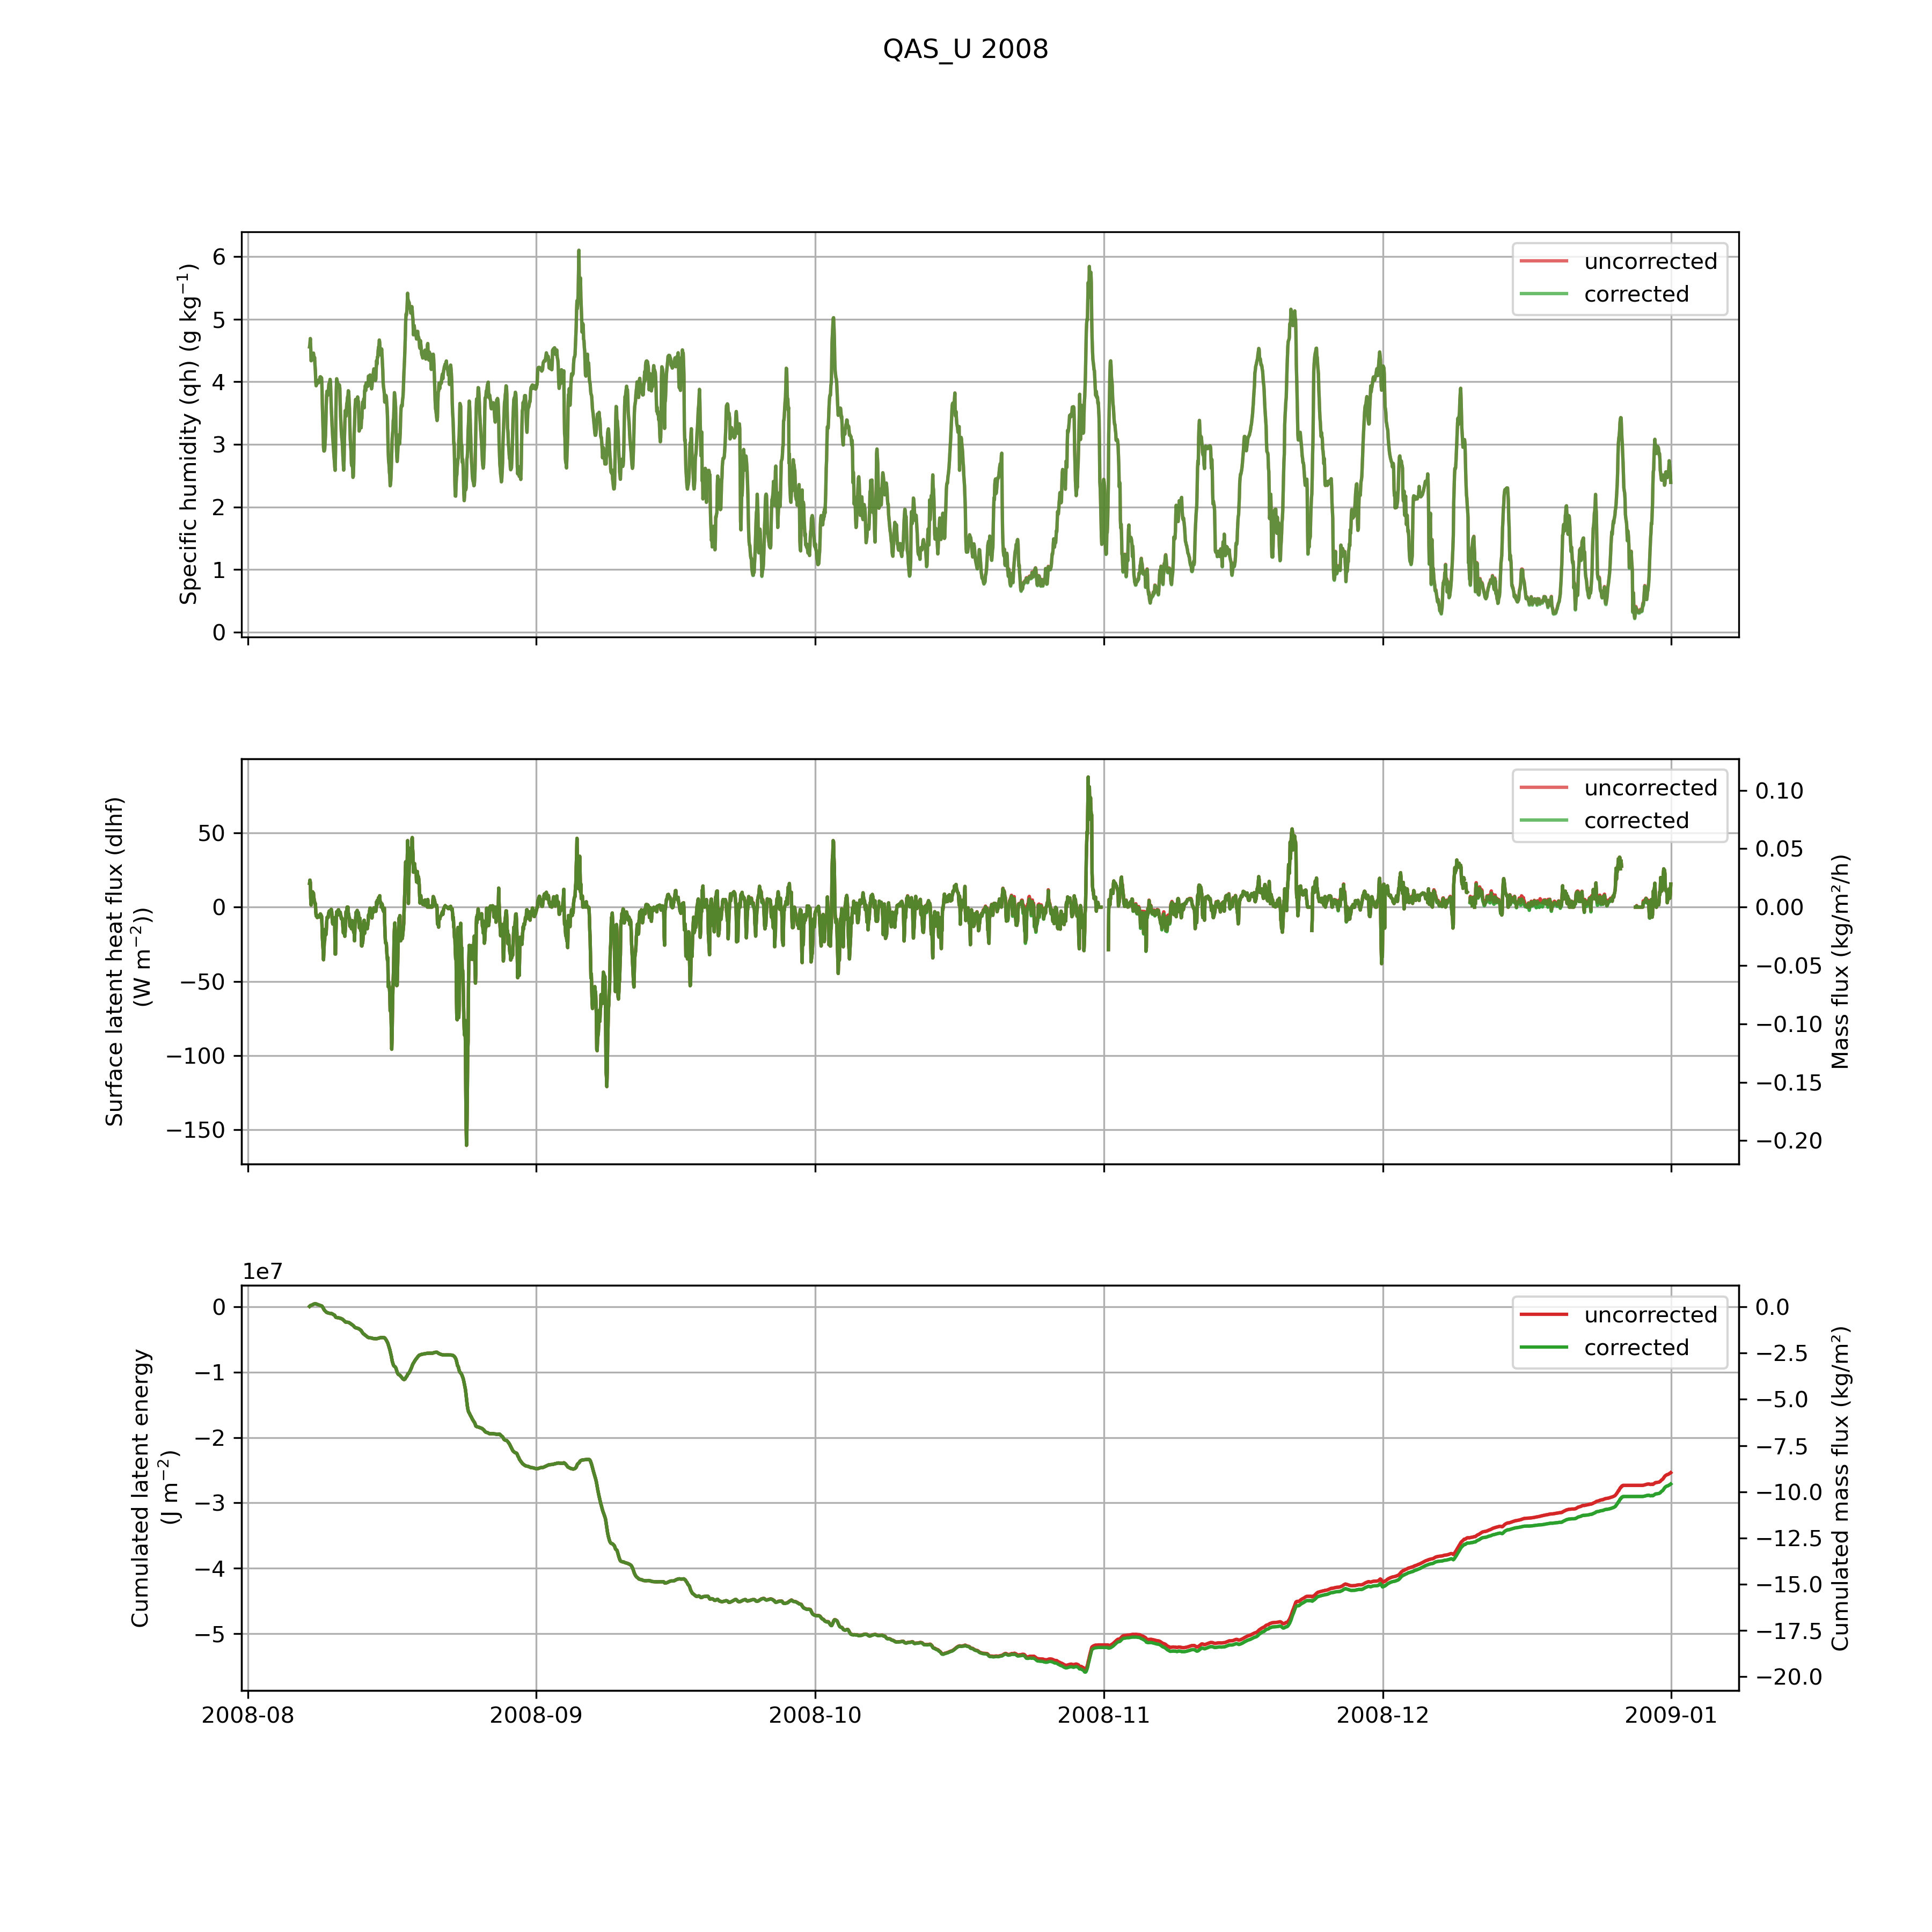 QAS_U 2008
Specific humidity (qh) (g kg⁻¹)
6
5
4
3
2
1
0
uncorrected
corrected
Surface latent heat flux (dlhf)
(W m⁻²))
50
0
−50
−100
−150
uncorrected
corrected
0.10
0.05
0.00
−0.05
−0.10
−0.15
−0.20
Mass flux (kg/m²/h)
1e7
Cumulated latent energy
(J m⁻²)
0
−1
−2
−3
−4
−5
uncorrected
corrected
0.0
−2.5
−5.0
−7.5
−10.0
−12.5
−15.0
−17.5
−20.0
Cumulated mass flux (kg/m²)
2008-08
2008-09
2008-10
2008-11
2008-12
2009-01